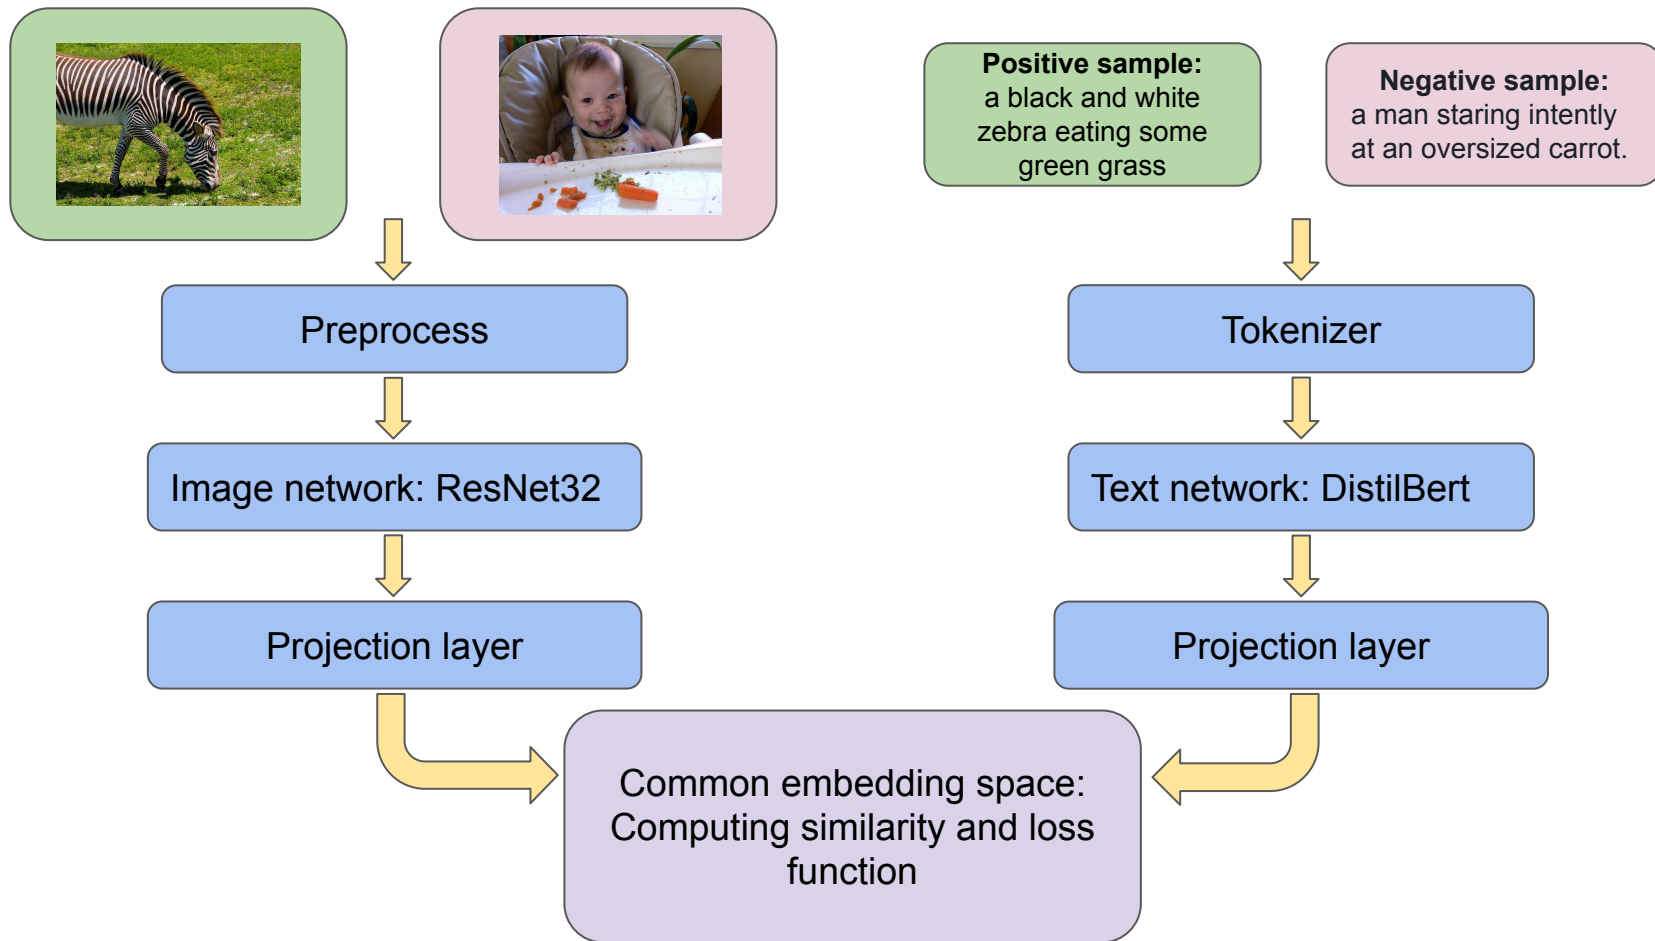 Positive sample:
a black and white
zebra eating some
green grass
Negative sample:
a man staring intently
at an oversized carrot.
Preprocess
Tokenizer
Image network: ResNet32
Text network: DistilBert
Projection layer
Projection layer
Common embedding space:
Computing similarity and loss
function